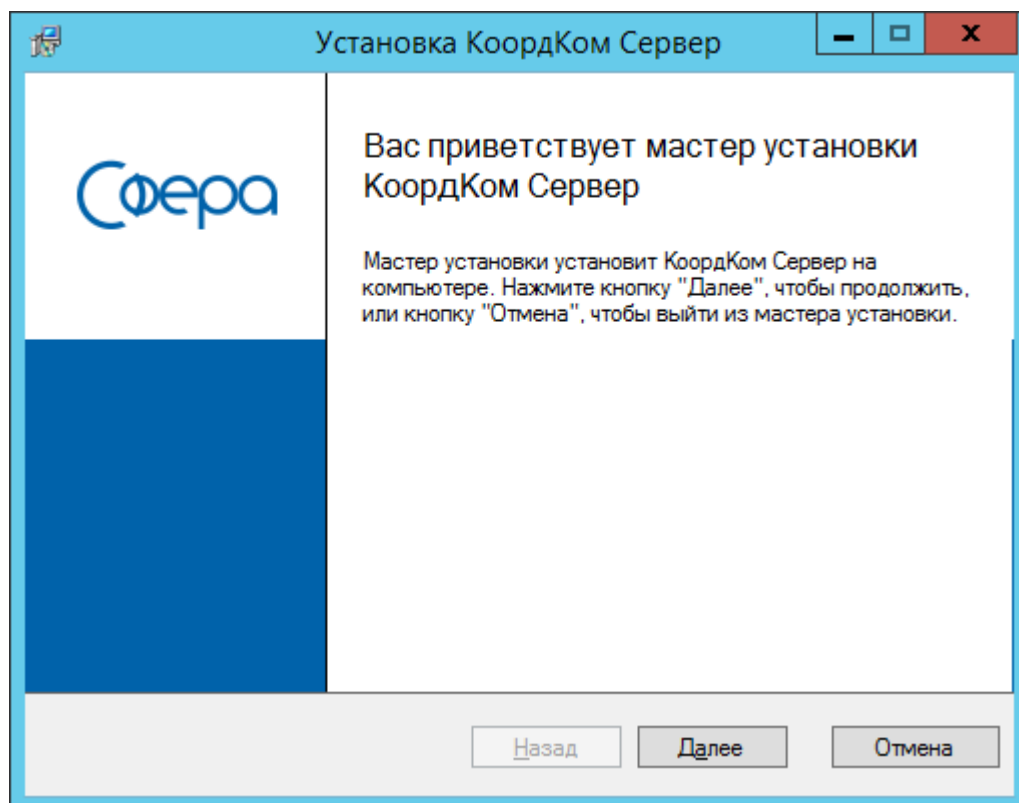 Установка КоордКом Сервер
Сфера
Вас приветствует мастер установки
КоордКом Сервер
Мастер установки установит КоордКом Сервер на
компьютере. Нажмите кнопку "Далее", чтобы продолжить,
или кнопку "Отмена", чтобы выйти из мастера установки.
Назад
Далее
Отмена